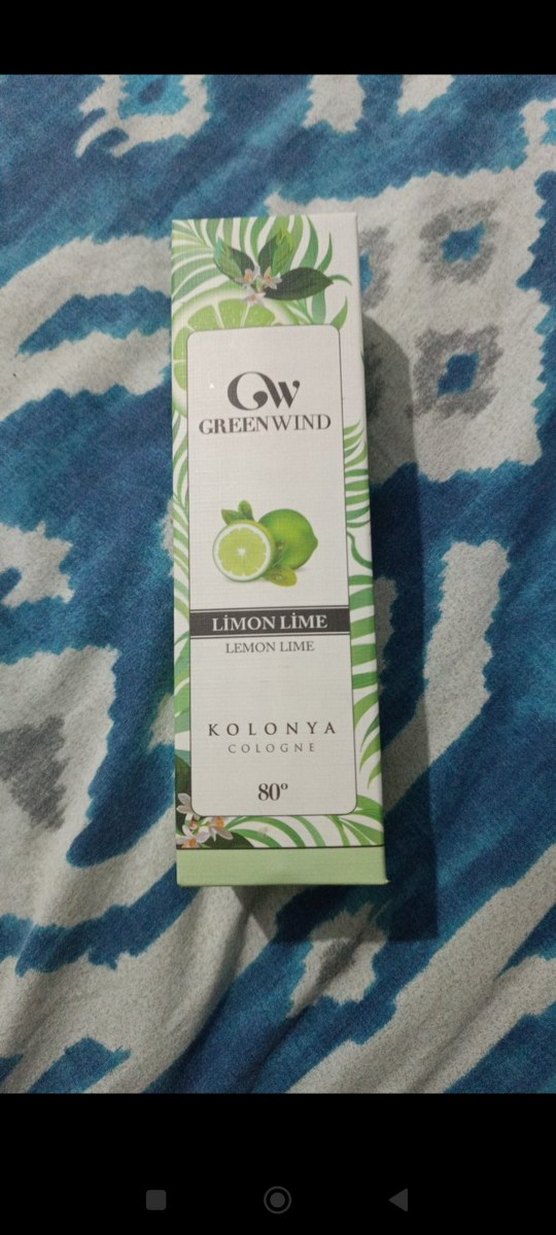 GW
GREENWIND
LİMON LİME
LEMON LIME
KOLONYA
COLOGNE
80º